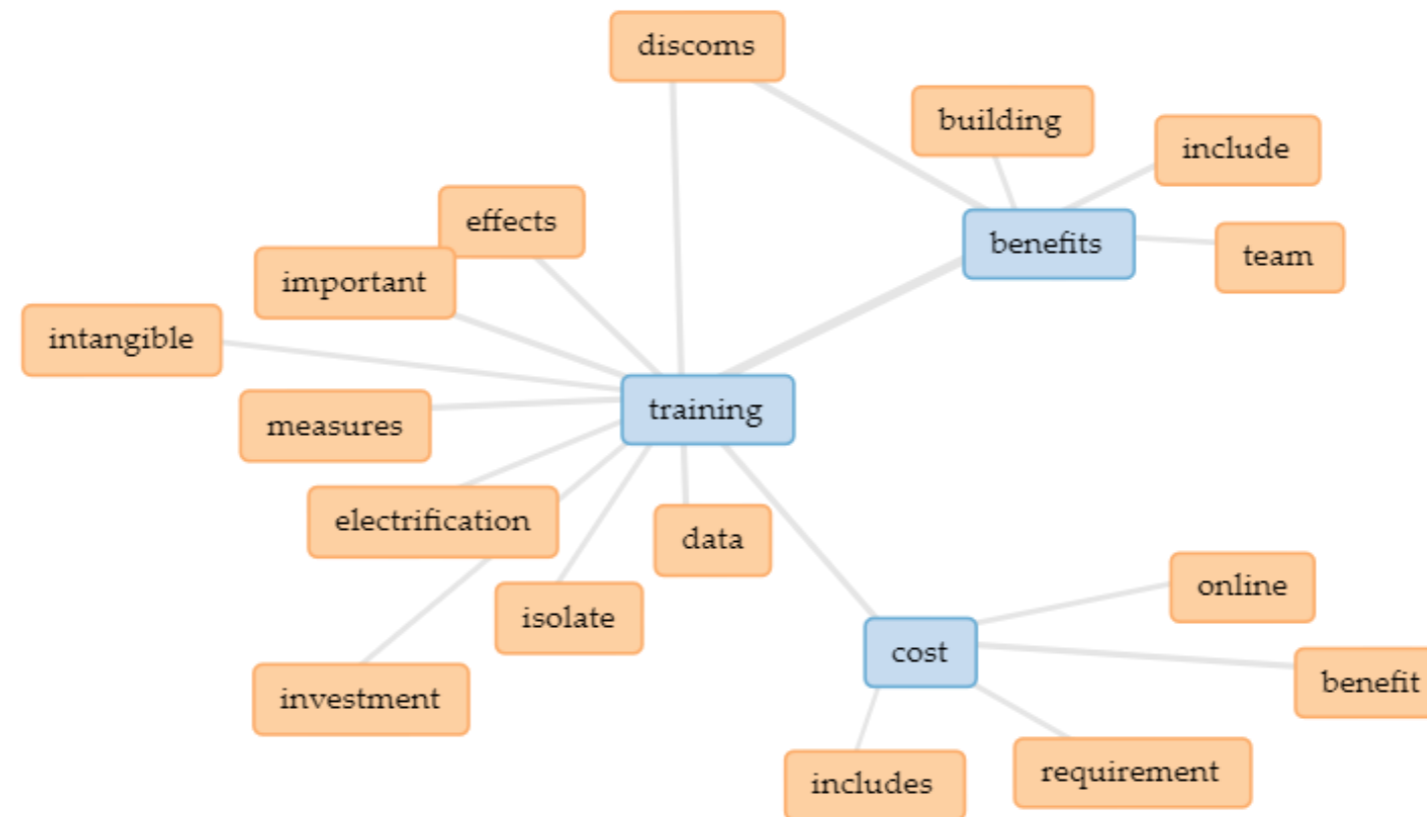 discoms
building
include
effects
benefits
team
important
intangible
training
measures
electrification
data
online
isolate
cost
benefit
investment
requirement
includes